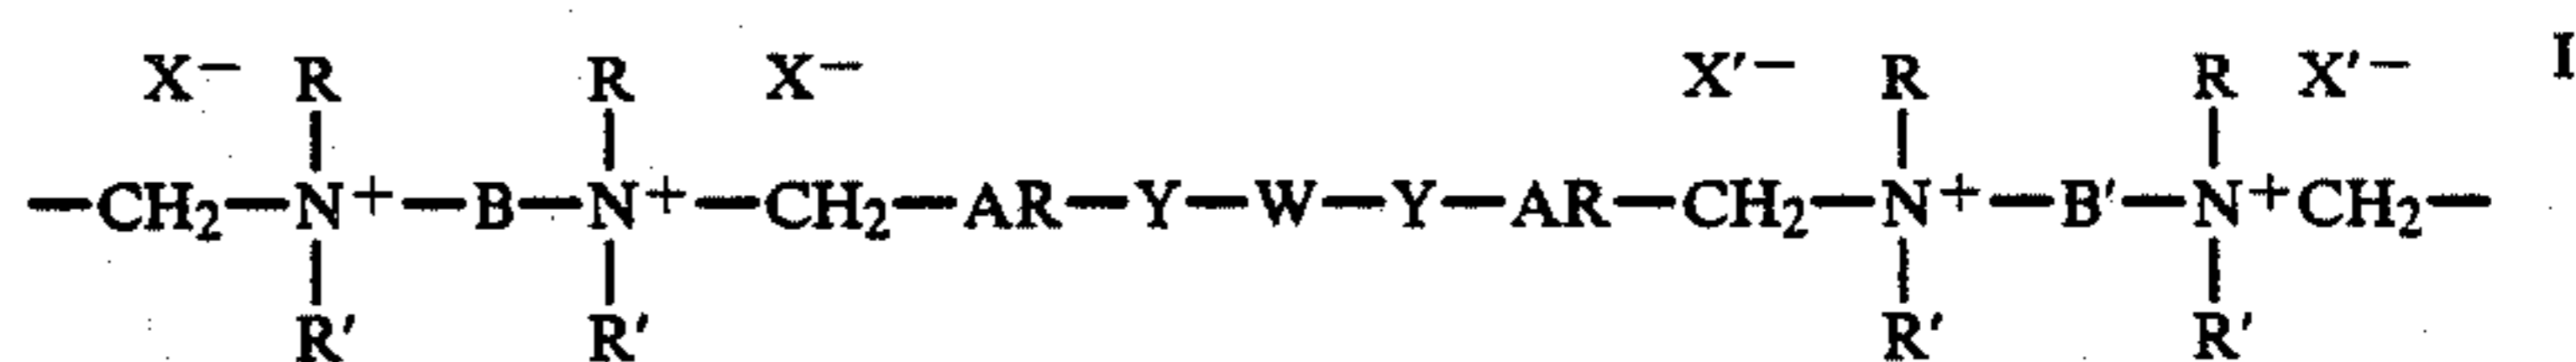 X− R R X− X'− R R X'− I
—CH2—N+—B—N+—CH2—AR—Y—W—Y—AR—CH2—N+—B'—N+CH2—
R' R' R' R'